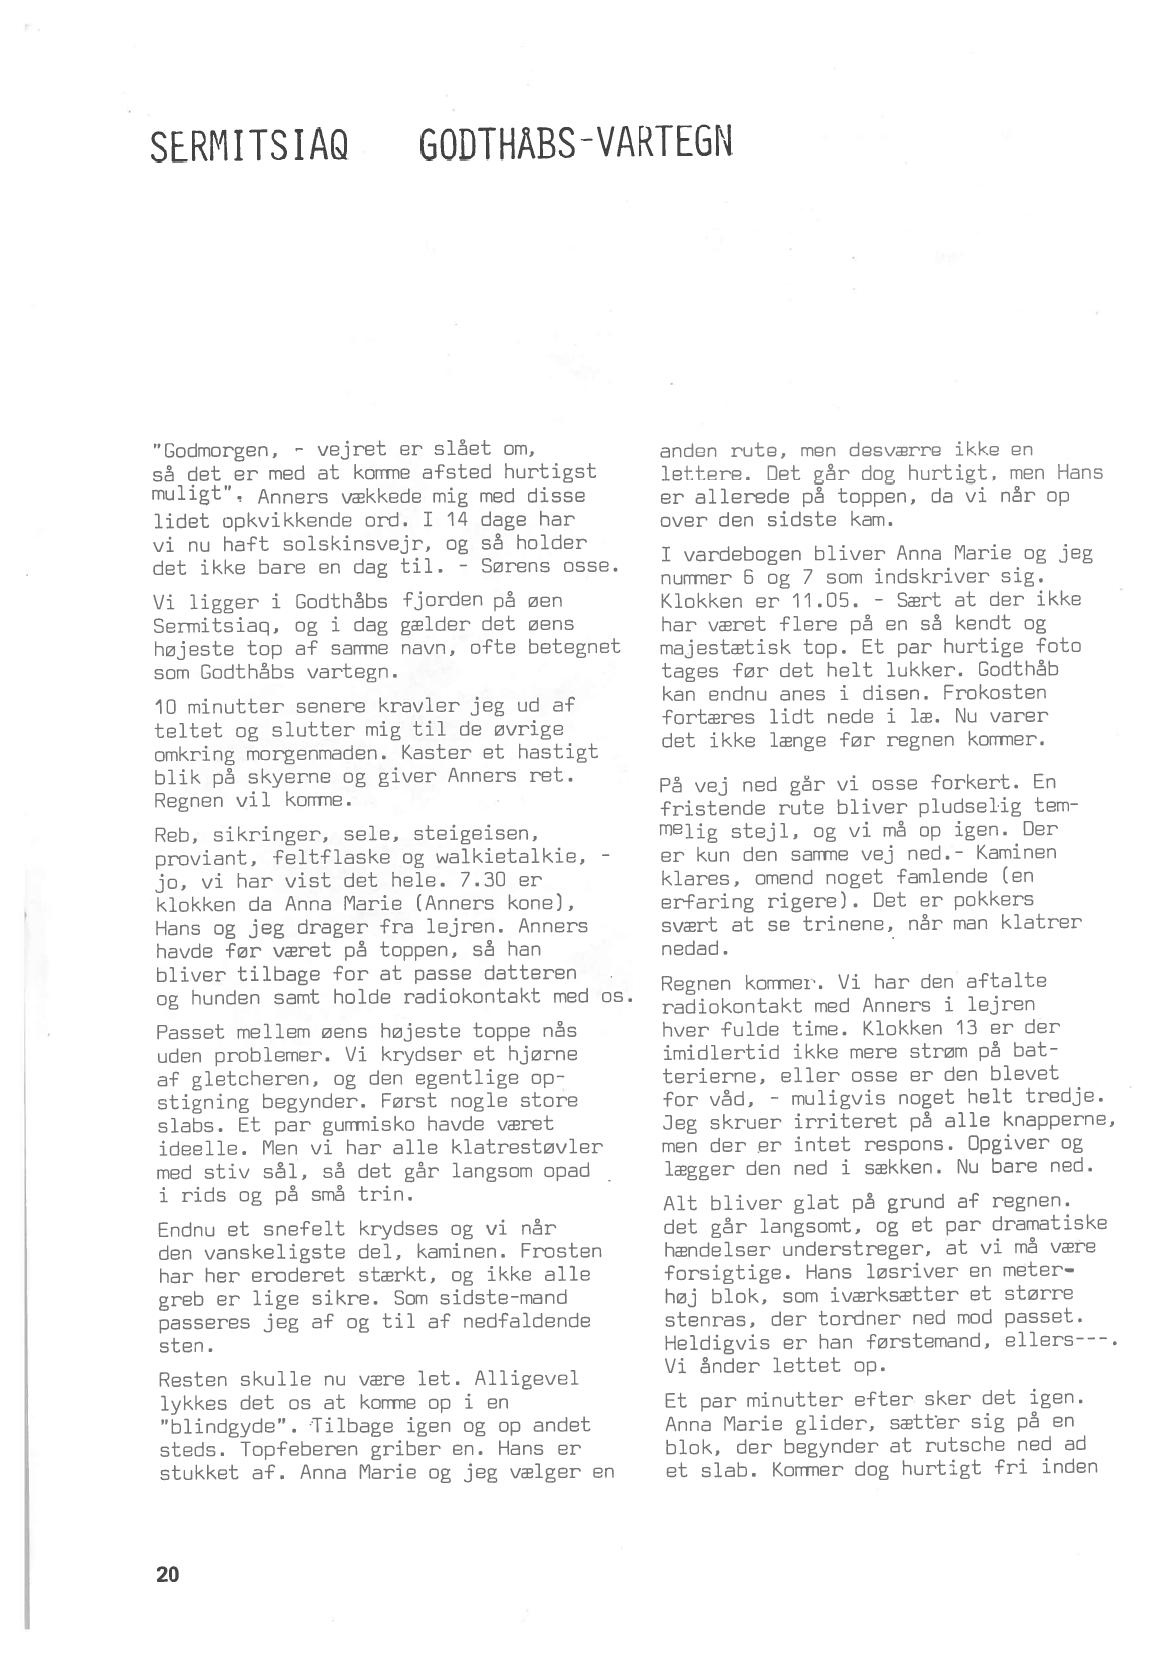 SERMITSIAQ GODTHÅBS-VARTEGN
"Godmorgen, - vejret er slået om,
så det er med at komme afsted hurtigst
muligt", Anners vækkede mig med disse
lidet opkvikkende ord. I 14 dage har
vi nu haft solskinsvejr, og så holder
det ikke bare en dag til. - Sørens osse.
Vi ligger i Godthåbs fjorden på øen
Sermitsiaq, og i dag gælder det øens
højeste top af samme navn, ofte betegnet
som Godthåbs vartegn.
10 minutter senere kravler jeg ud af
teltet og slutter mig til de øvrige
omkring morgenmaden. Kaster et hastigt
blik på skyerne og giver Anners ret.
Regnen vil komme.
Reb, sikringer, sele, steigeisen,
proviant, feltflaske og walkietalkie, -
jo, vi har vist det hele. 7.30 er
klokken da Anna Marie (Anners kone),
Hans og jeg drager fra lejren. Anners
havde før været på toppen, så han
bliver tilbage for at passe datteren
og hunden samt holde radiokontakt med os.
Passet mellem øens højeste toppe nås
uden problemer. Vi krydser et hjørne
af gletcheren, og den egentlige op-
stigning begynder. Først nogle store
slabs. Et par gummisko havde været
ideelle. Men vi har alle klatrestøvler
med stiv sål, så det går langsom opad
i rids og på små trin.
Endnu et snefelt krydses og vi når
den vanskeligste del, kaminen. Frosten
har her eroderet stærkt, og ikke alle
greb er lige sikre. Som sidste-mand
passeres jeg af og til af nedfaldende
sten.
Resten skulle nu være let. Alligevel
lykkes det os at komme op i en
"blindgyde". Tilbage igen og op andet
steds. Topfeberen griber en. Hans er
stukket af. Anna Marie og jeg vælger en
anden rute, men desværre ikke en
lettere. Det går dog hurtigt, men Hans
er allerede på toppen, da vi når op
over den sidste kam.
I vardebogen bliver Anna Marie og jeg
nummer 6 og 7 som indskriver sig.
Klokken er 11.05. - Sært at der ikke
har været flere på en så kendt og
majestætisk top. Et par hurtige foto
tages før det helt lukker. Godthåb
kan endnu anes i disen. Frokosten
fortæres lidt nede i læ. Nu varer
det ikke længe før regnen kommer.
På vej ned går vi osse forkert. En
fristende rute bliver pludselig tem-
melig stejl, og vi må op igen. Der
er kun den samme vej ned.- Kaminen
klares, omend noget famlende (en
erfaring rigere). Det er pokkers
svært at se trinene, når man klatrer
nedad.
Regnen kommer. Vi har den aftalte
radiokontakt med Anners i lejren
hver fulde time. Klokken 13 er der
imidlertid ikke mere strøm på bat-
terierne, eller osse er den blevet
for våd, - muligvis noget helt tredje.
Jeg skruer irriteret på alle knapperne,
men der er intet respons. Opgiver og
lægger den ned i sækken. Nu bare ned.
Alt bliver glat på grund af regnen.
det går langsomt, og et par dramatiske
hændelser understreger, at vi må være
forsigtige. Hans løsriver en meter-
høj blok, som iværksætter et større
stenras, der tordner ned mod passet.
Heldigvis er han førstemand, ellers---.
Vi ånder lettet op.
Et par minutter efter sker det igen.
Anna Marie glider, sætter sig på en
blok, der begynder at rutsche ned ad
et slab. Kommer dog hurtigt fri inden
20